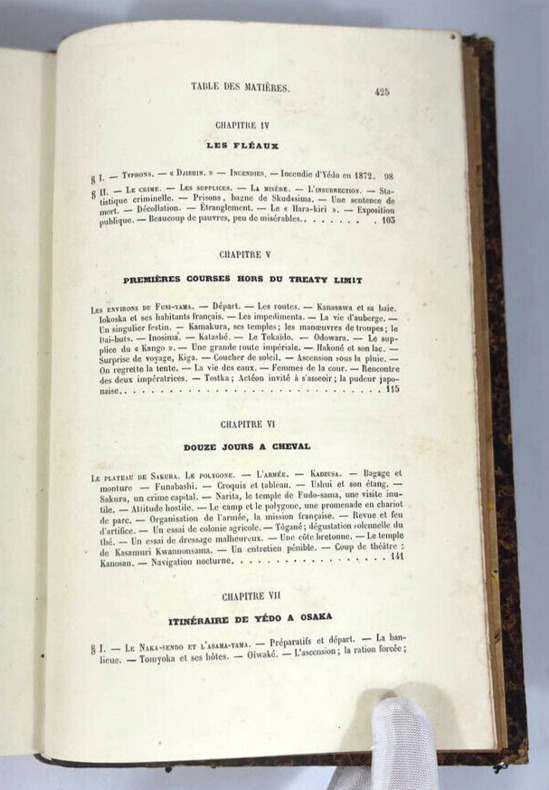 TABLE DES MATIÈRES. 425
CHAPITRE IV
LES FLÉAUX
§ I. — Typhons. — « Djishin. » — Incendies. — Incendie d'Yédo en 1872. 98
§ II. — Le crime. — Les supplices. — La misère. — L'insurrection. — Sta-
tistique criminelle. — Prisons, bagne de Skudasima. — Une sentence de
mort. — Décollation. — Étranglement. — Le « Hara-kiri ». — Exposition
publique. — Beaucoup de pauvres, peu de misérables. . . . . . . . 103
CHAPITRE V
PREMIÈRES COURSES HORS DU TREATY LIMIT
Les environs du Fusi-yama. — Départ. — Les routes. — Kanasawa et sa baie.
Iokoska et ses habitants français. — Les impedimenta. — La vie d'auberge. —
Un singulier festin. — Kamakura, ses temples; les manœuvres de troupes; le
Daï-buts. — Inosima. — Katashé. — Le Tokaïdo. — Odowara. — Le sup-
plice du « Kango ». — Une grande route impériale. — Hakoné et son lac. —
Surprise de voyage, Kiga. — Coucher de soleil. — Ascension sous la pluie. —
On regrette la tente. — La vie des eaux. — Femmes de la cour. — Rencontre
des deux impératrices. — Tostka; Actéon invité à s'asseoir; la pudeur japo-
naise. . . . . . . . . . . . . . . . . . . . . . . . . . . . . 115
CHAPITRE VI
DOUZE JOURS A CHEVAL
Le plateau de Sakura. Le polygone. — L'armée. — Kadzusa. — Bagage et
monture — Funabashi. — Croquis et tableau. — Ushui et son étang. —
Sakura, un crime capital. — Narita, le temple de Fudo-sama, une visite inu-
tile. — Attitude hostile. — Le camp et le polygone, une promenade en chariot
de parc. — Organisation de l'armée, la mission française. — Revue et feu
d'artifice. — Un essai de colonie agricole. — Tôgané; dégustation solennelle du
thé. — Un essai de dressage malheureux. — Une côte bretonne. — Le temple
de Kasamuri Kwannonsama. — Un entretien pénible. — Coup de théâtre :
Kanosan. — Navigation nocturne. . . . . . . . . . . . . . . . . 141
CHAPITRE VII
ITINÉRAIRE DE YÉDO A OSAKA
§ I. — Le Naka-sendo et l'Asama-yama. — Préparatifs et départ. — La ban-
lieue. — Tomyoka et ses hôtes. — Oïwaké. — L'ascension; la ration forcée;